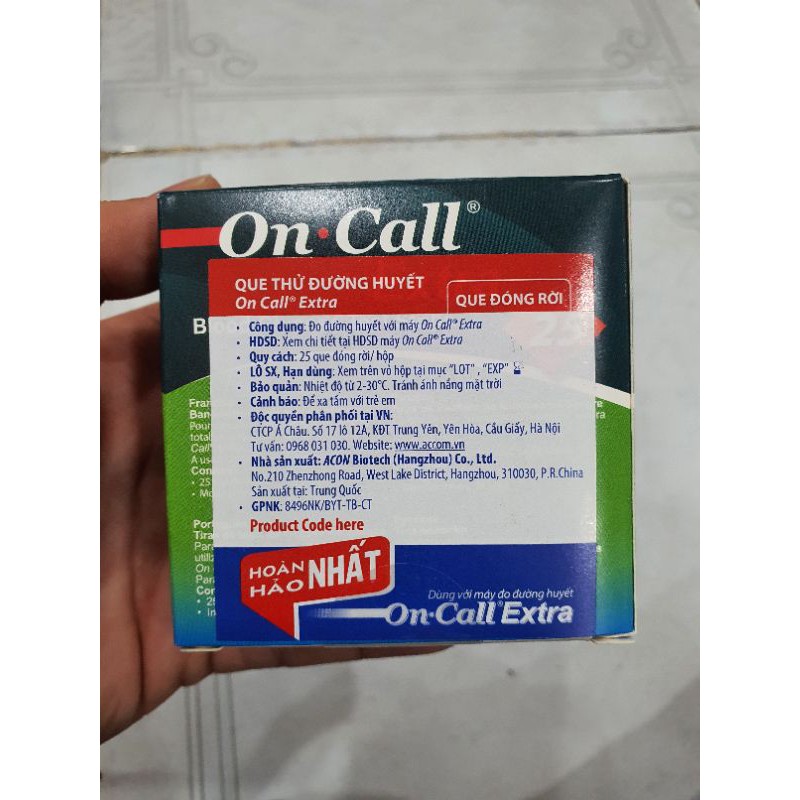 On·Call®
QUE THỬ ĐƯỜNG HUYẾT
On Call® Extra
QUE ĐÓNG RỜI
• Công dụng: Đo đường huyết với máy On Call® Extra
• HDSD: Xem chi tiết tại HDSD máy On Call® Extra
• Quy cách: 25 que đóng rời/ hộp
• LÔ SX, Hạn dùng: Xem trên vỏ hộp tại mục "LOT" , "EXP"
• Bảo quản: Nhiệt độ từ 2-30°C. Tránh ánh nắng mặt trời
• Cảnh báo: Để xa tầm với trẻ em
• Độc quyền phân phối tại VN:
CTCP Á Châu. Số 17 lô 12A, KĐT Trung Yên, Yên Hòa, Cầu Giấy, Hà Nội
Tư vấn: 0968 031 030. Website: www.accom.vn
• Nhà sản xuất: ACON Biotech (Hangzhou) Co., Ltd.
No.210 Zhenzhong Road, West Lake District, Hangzhou, 310030, P.R.China
Sản xuất tại: Trung Quốc
• GPNK: 8496NK/BYT-TB-CT
Product Code here
HOÀN
HẢO NHẤT
Dùng với máy đo đường huyết
On·Call® Extra